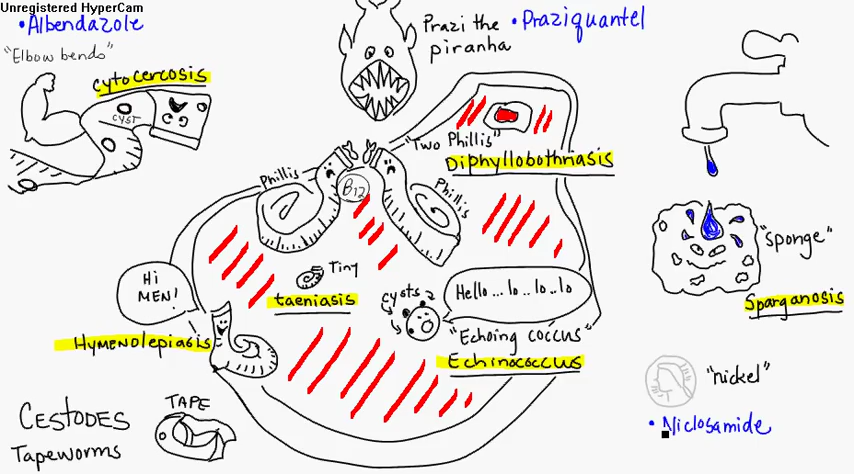 Unregistered HyperCam
•Albendazole
"Elbow bends"
cytocercosis
CYST
Prazi the
piranha
•Praziquantel
"Two Phillis"
Diphyllobothriasis
Phillis
Phillis
B12
"Sponge"
Sparganosis
Tiny
taeniasis
cysts
Hello...lo..lo..lo
"Echoing coccus"
Echinococcus
Hi
MEN!
Hymenolepiasis
"nickel"
•Niclosamide
CESTODES
Tapeworms
TAPE